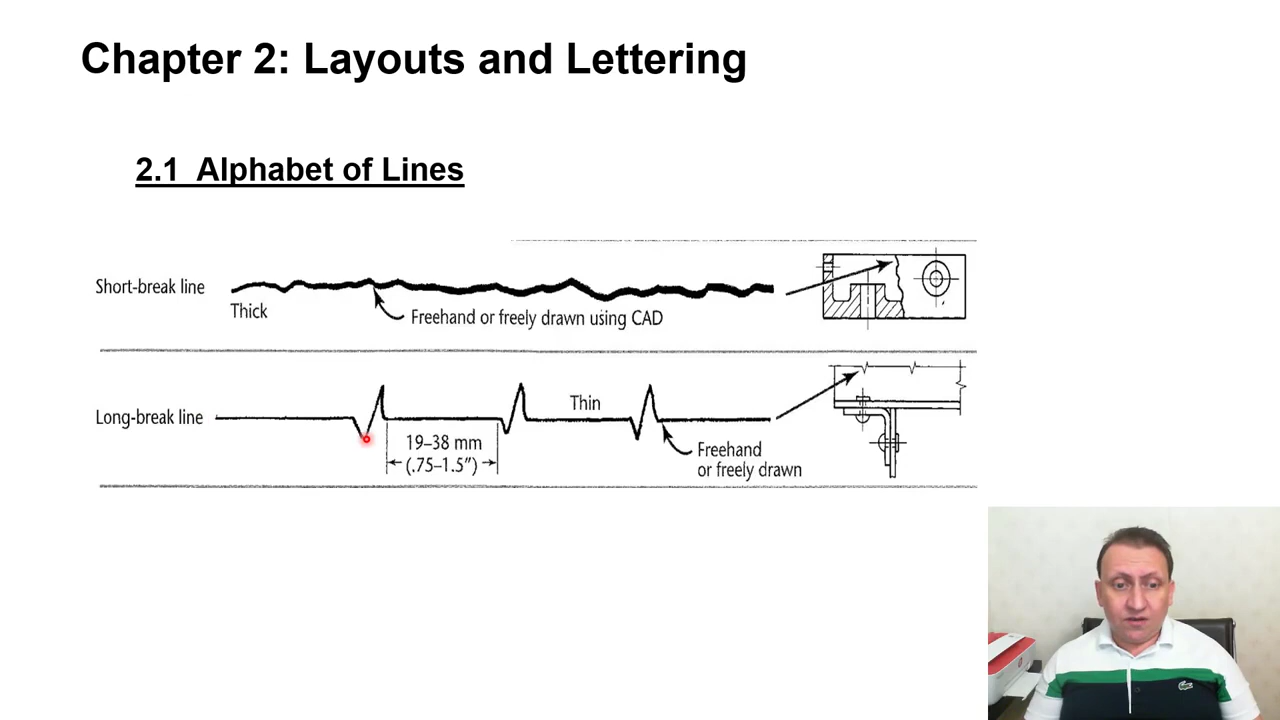 Chapter 2: Layouts and Lettering
2.1 Alphabet of Lines
Short-break line
Thick
Freehand or freely drawn using CAD
Long-break line
Thin
19–38 mm
(.75–1.5")
Freehand
or freely drawn